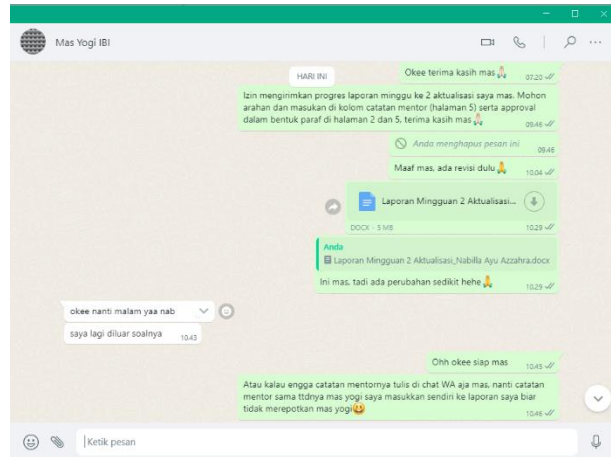 Mas Yogi IBI
HARI INI
Okee terima kasih mas🙏 07.20
Izin mengirimkan progres laporan minggu ke 2 aktualisasi saya mas. Mohon
arahan dan masukan di kolom catatan mentor (halaman 5) serta approval
dalam bentuk paraf di halaman 2 dan 5, terima kasih mas🙏 09.46
Anda menghapus pesan ini 09.46
Maaf mas, ada revisi dulu🙏 10.04
Laporan Mingguan 2 Aktualisasi...
DOCX • 5 MB 10.29
Anda
Laporan Mingguan 2 Aktualisasi_Nabilla Ayu Azzahra.docx
Ini mas, tadi ada perubahan sedikit hehe🙏 10.29
okee nanti malam yaa nab
saya lagi diluar soalnya 10.43
Ohh okee siap mas 10.45
Atau kalau engga catatan mentornya tulis di chat WA aja mas, nanti catatan
mentor sama ttdnya mas yogi saya masukkan sendiri ke laporan saya biar
tidak merepotkan mas yogi😃 10.46
Ketik pesan